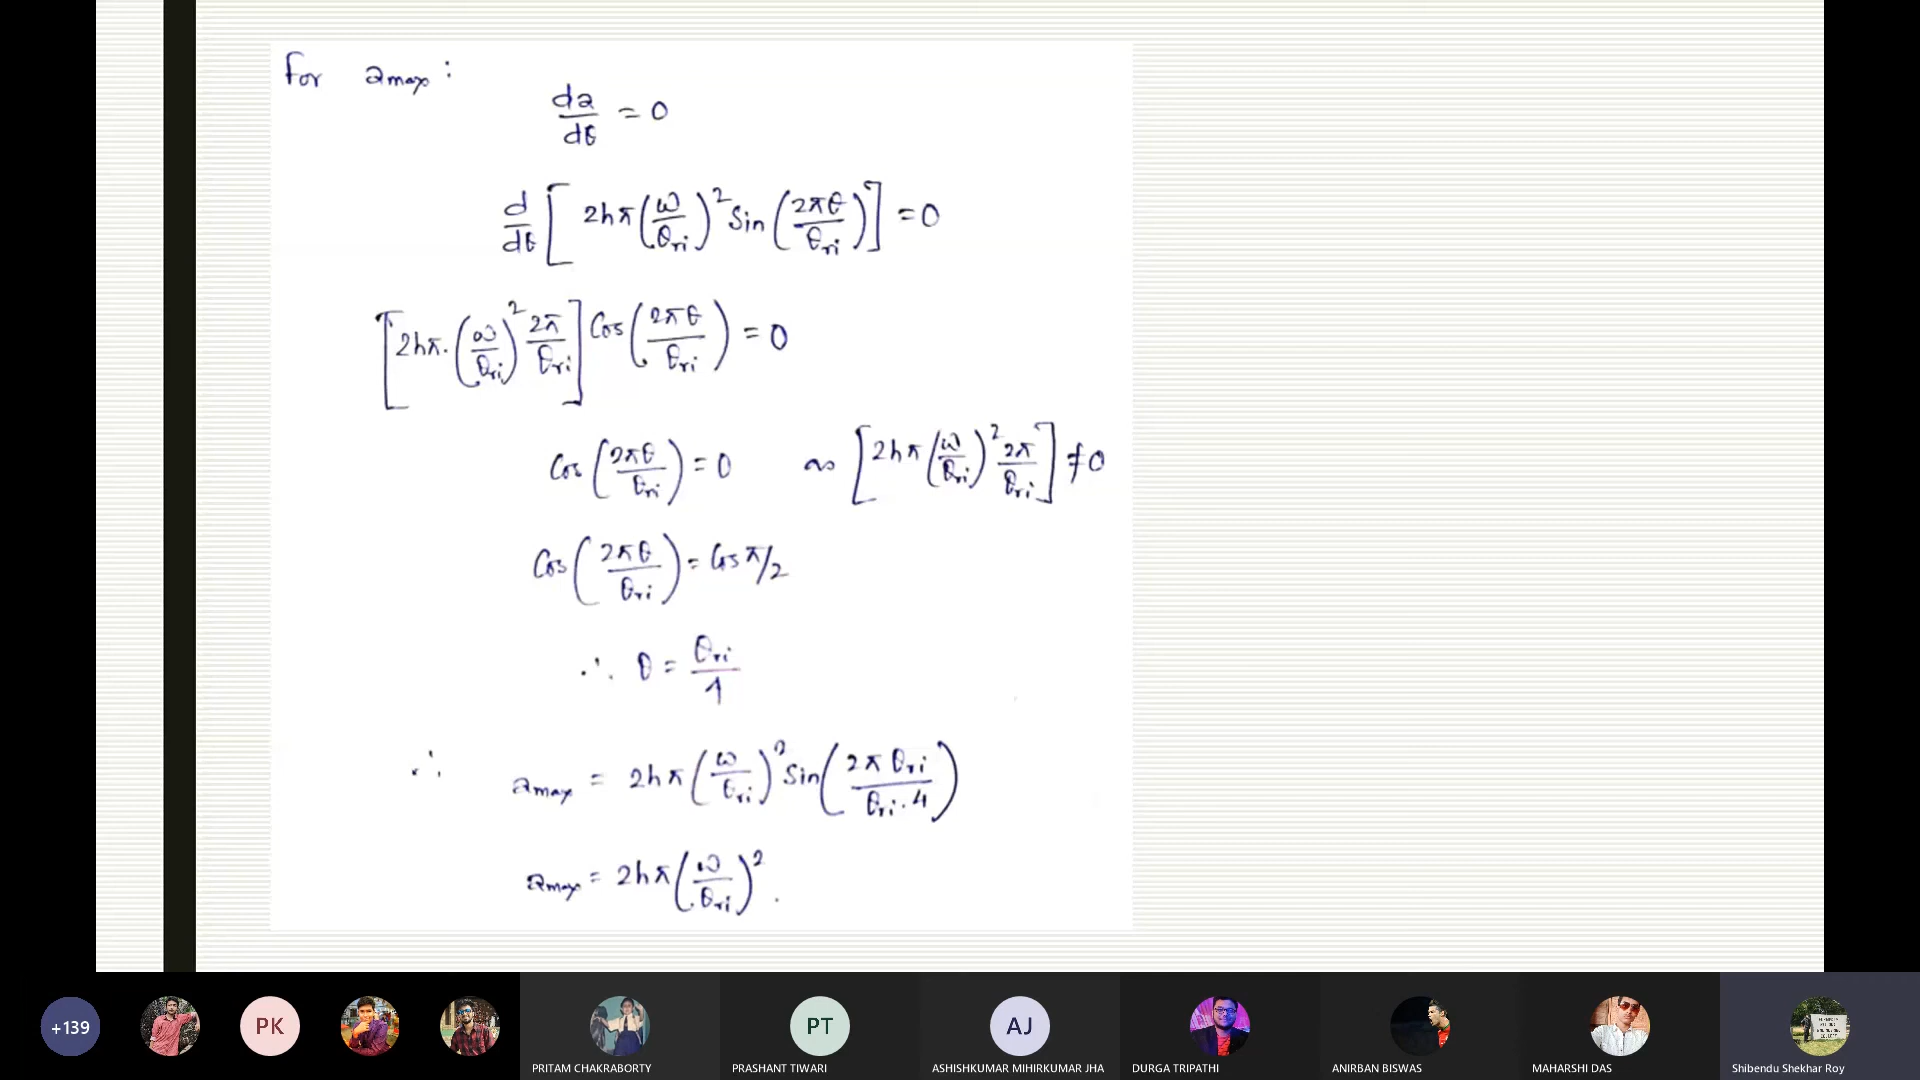 For amax :
da/dθ = 0
d/dθ [ 2hπ (ω/θri)² Sin (2πθ/θri) ] = 0
[ 2hπ. (ω/θri)² 2π/θri ] Cos (2πθ/θri) = 0
Cos (2πθ/θri) = 0 as [ 2hπ (ω/θri)² 2π/θri ] ≠ 0
Cos (2πθ/θri) = Cos π/2
∴ θ = θri/4
∴ amax = 2hπ (ω/θri)² Sin (2π θri/θri . 4)
amax = 2hπ (ω/θri)² .
+139 PK PT AJ
PRITAM CHAKRABORTY PRASHANT TIWARI ASHISHKUMAR MIHIRKUMAR JHA DURGA TRIPATHI ANIRBAN BISWAS MAHARSHI DAS Shibendu Shekhar Roy